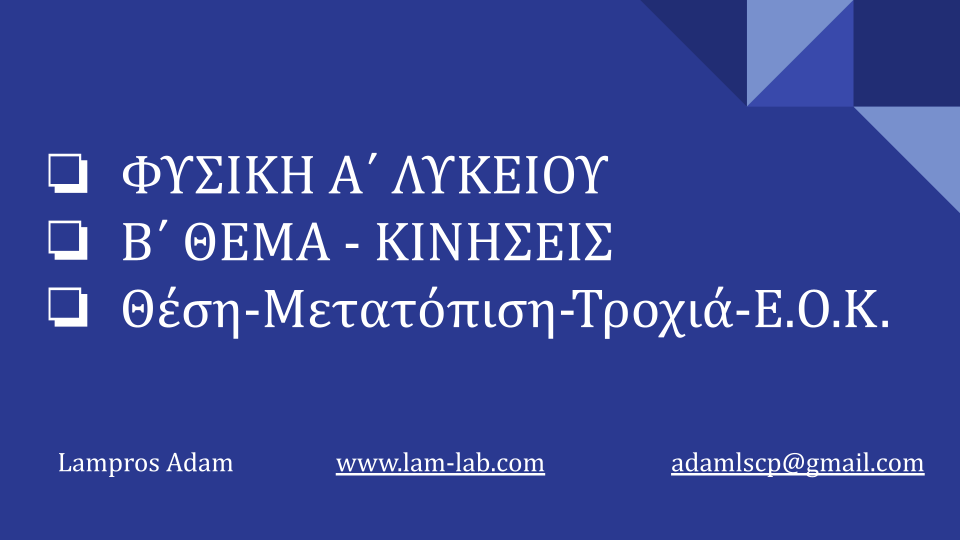 ❏ ΦΥΣΙΚΗ Α΄ ΛΥΚΕΙΟΥ
❏ Β΄ ΘΕΜΑ - ΚΙΝΗΣΕΙΣ
❏ Θέση-Μετατόπιση-Τροχιά-Ε.Ο.Κ.
Lampros Adam www.lam-lab.com adamlscp@gmail.com